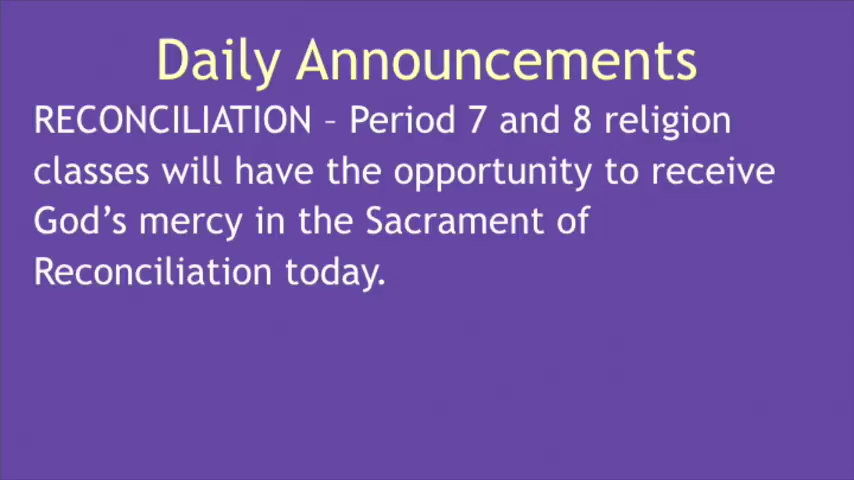 Daily Announcements
RECONCILIATION – Period 7 and 8 religion
classes will have the opportunity to receive
God’s mercy in the Sacrament of
Reconciliation today.